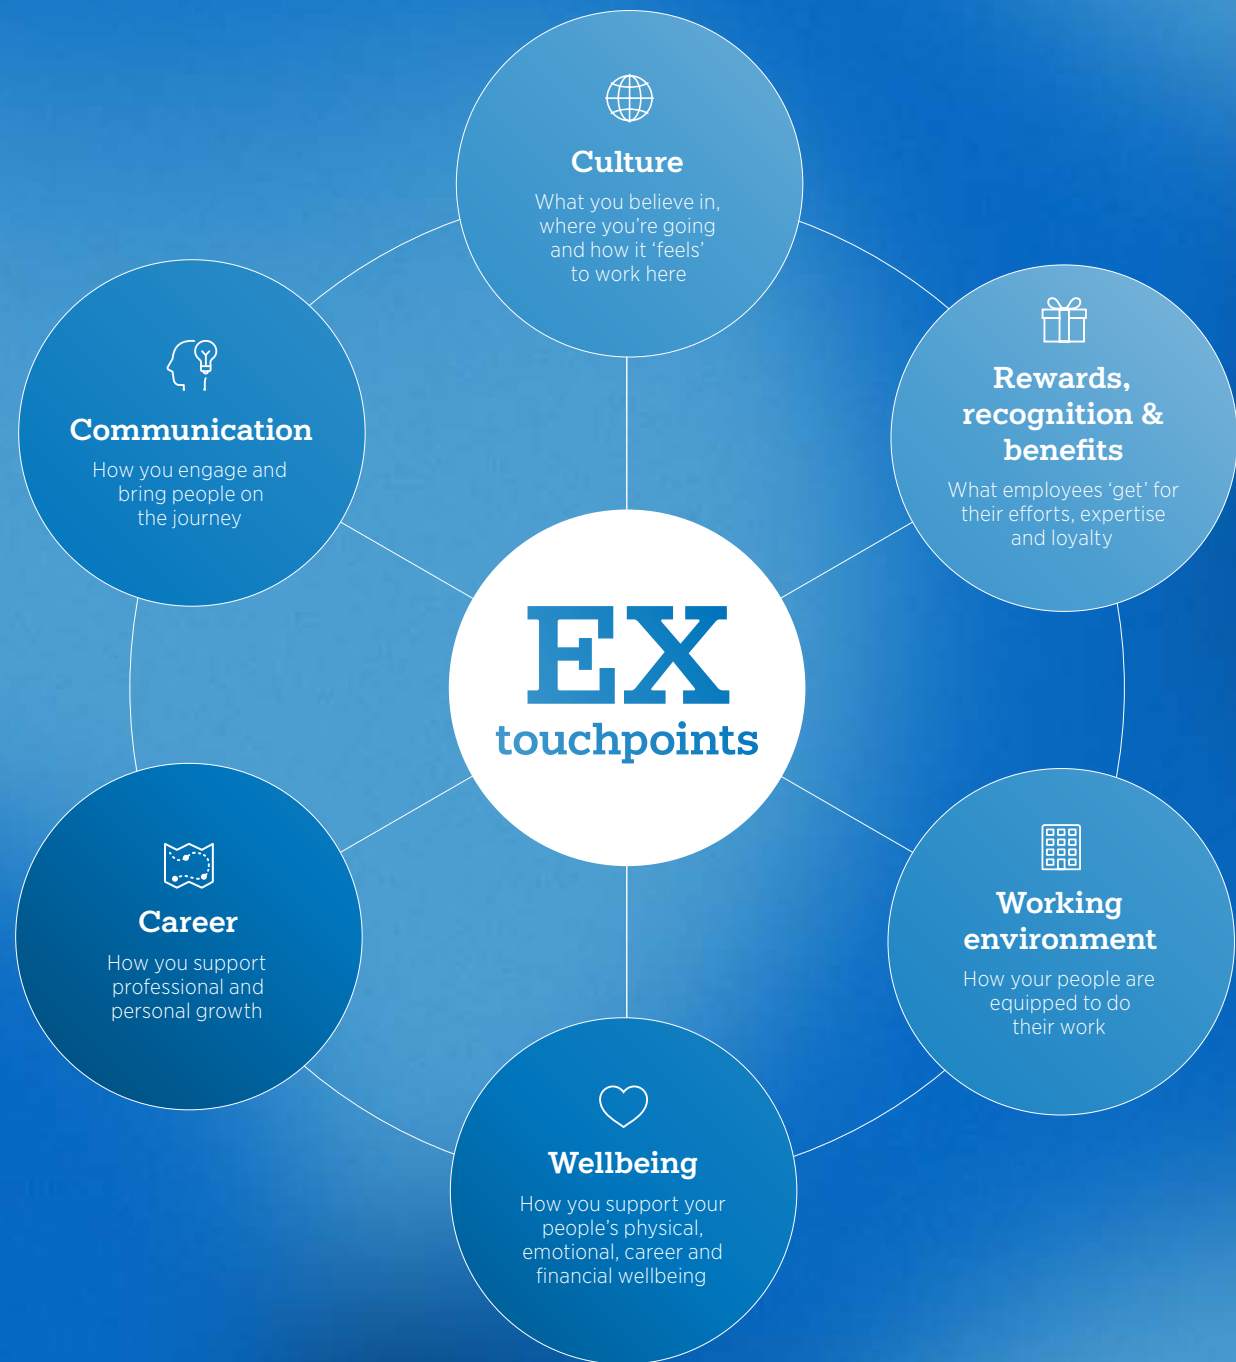 Culture
What you believe in,
where you're going
and how it ‘feels’
to work here
Rewards,
recognition &
benefits
What employees ‘get’ for
their efforts, expertise
and loyalty
Communication
How you engage and
bring people on
the journey
EX
touchpoints
Career
How you support
professional and
personal growth
Working
environment
How your people are
equipped to do
their work
Wellbeing
How you support your
people’s physical,
emotional, career and
financial wellbeing